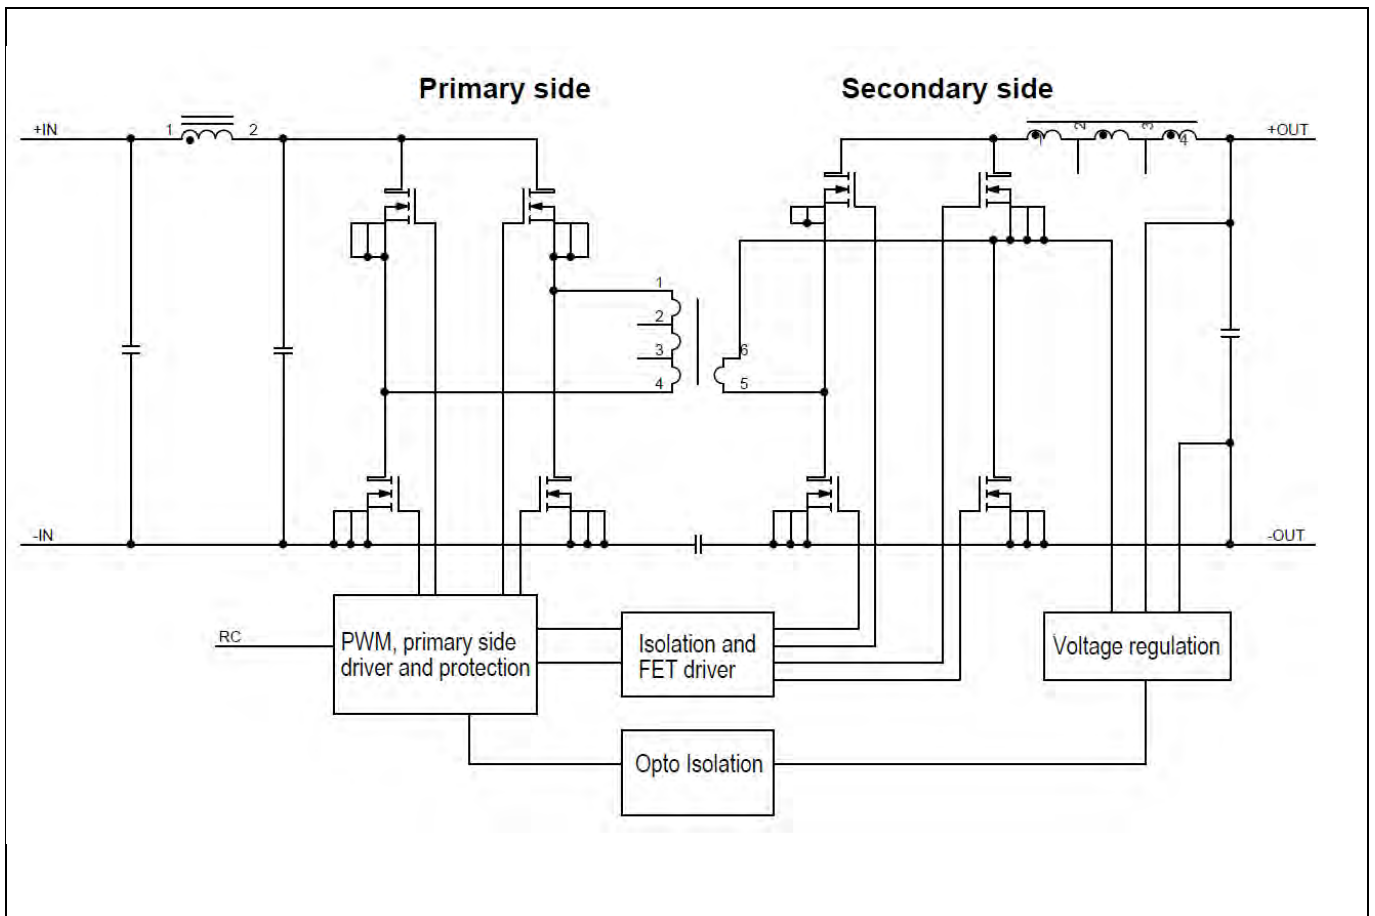 Primary side
Secondary side
+IN
1
2
1
2
3
4
+OUT
1
2
3
4
6
5
-IN
-OUT
RC
PWM, primary side
driver and protection
Isolation and
FET driver
Voltage regulation
Opto Isolation